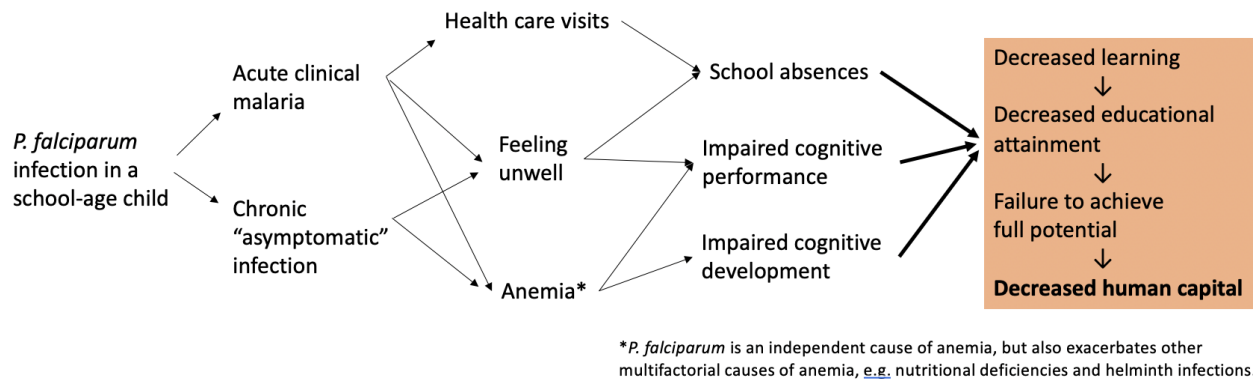 P. falciparum
infection in a
school-age child
Acute clinical
malaria
Chronic
“asymptomatic”
infection
Health care visits
Feeling
unwell
Anemia*
School absences
Impaired cognitive
performance
Impaired cognitive
development
Decreased learning
↓
Decreased educational
attainment
↓
Failure to achieve
full potential
↓
Decreased human capital
*P. falciparum is an independent cause of anemia, but also exacerbates other
multifactorial causes of anemia, e.g. nutritional deficiencies and helminth infections